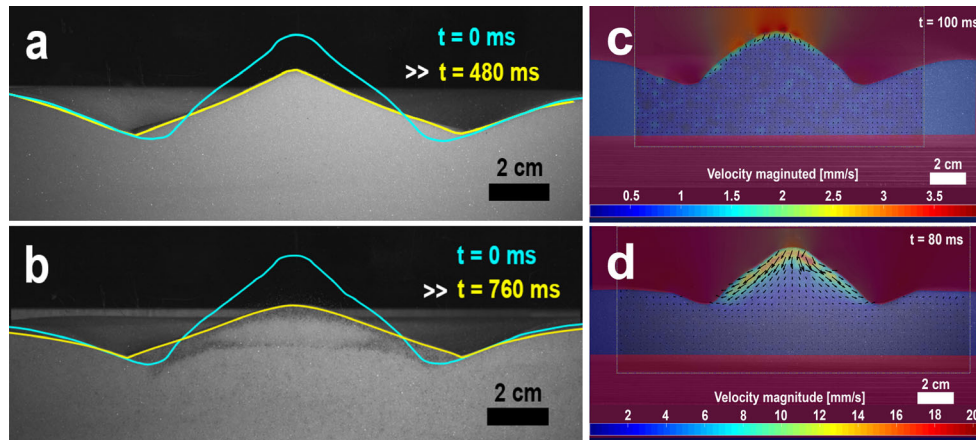 a
t = 0 ms
>> t = 480 ms
2 cm
b
t = 0 ms
>> t = 760 ms
2 cm
c
t = 100 ms
Velocity maginuted [mm/s]
2 cm
0.5 1 1.5 2 2.5 3 3.5
d
t = 80 ms
Velocity magnitude [mm/s]
2 cm
2 4 6 8 10 12 14 16 18 20